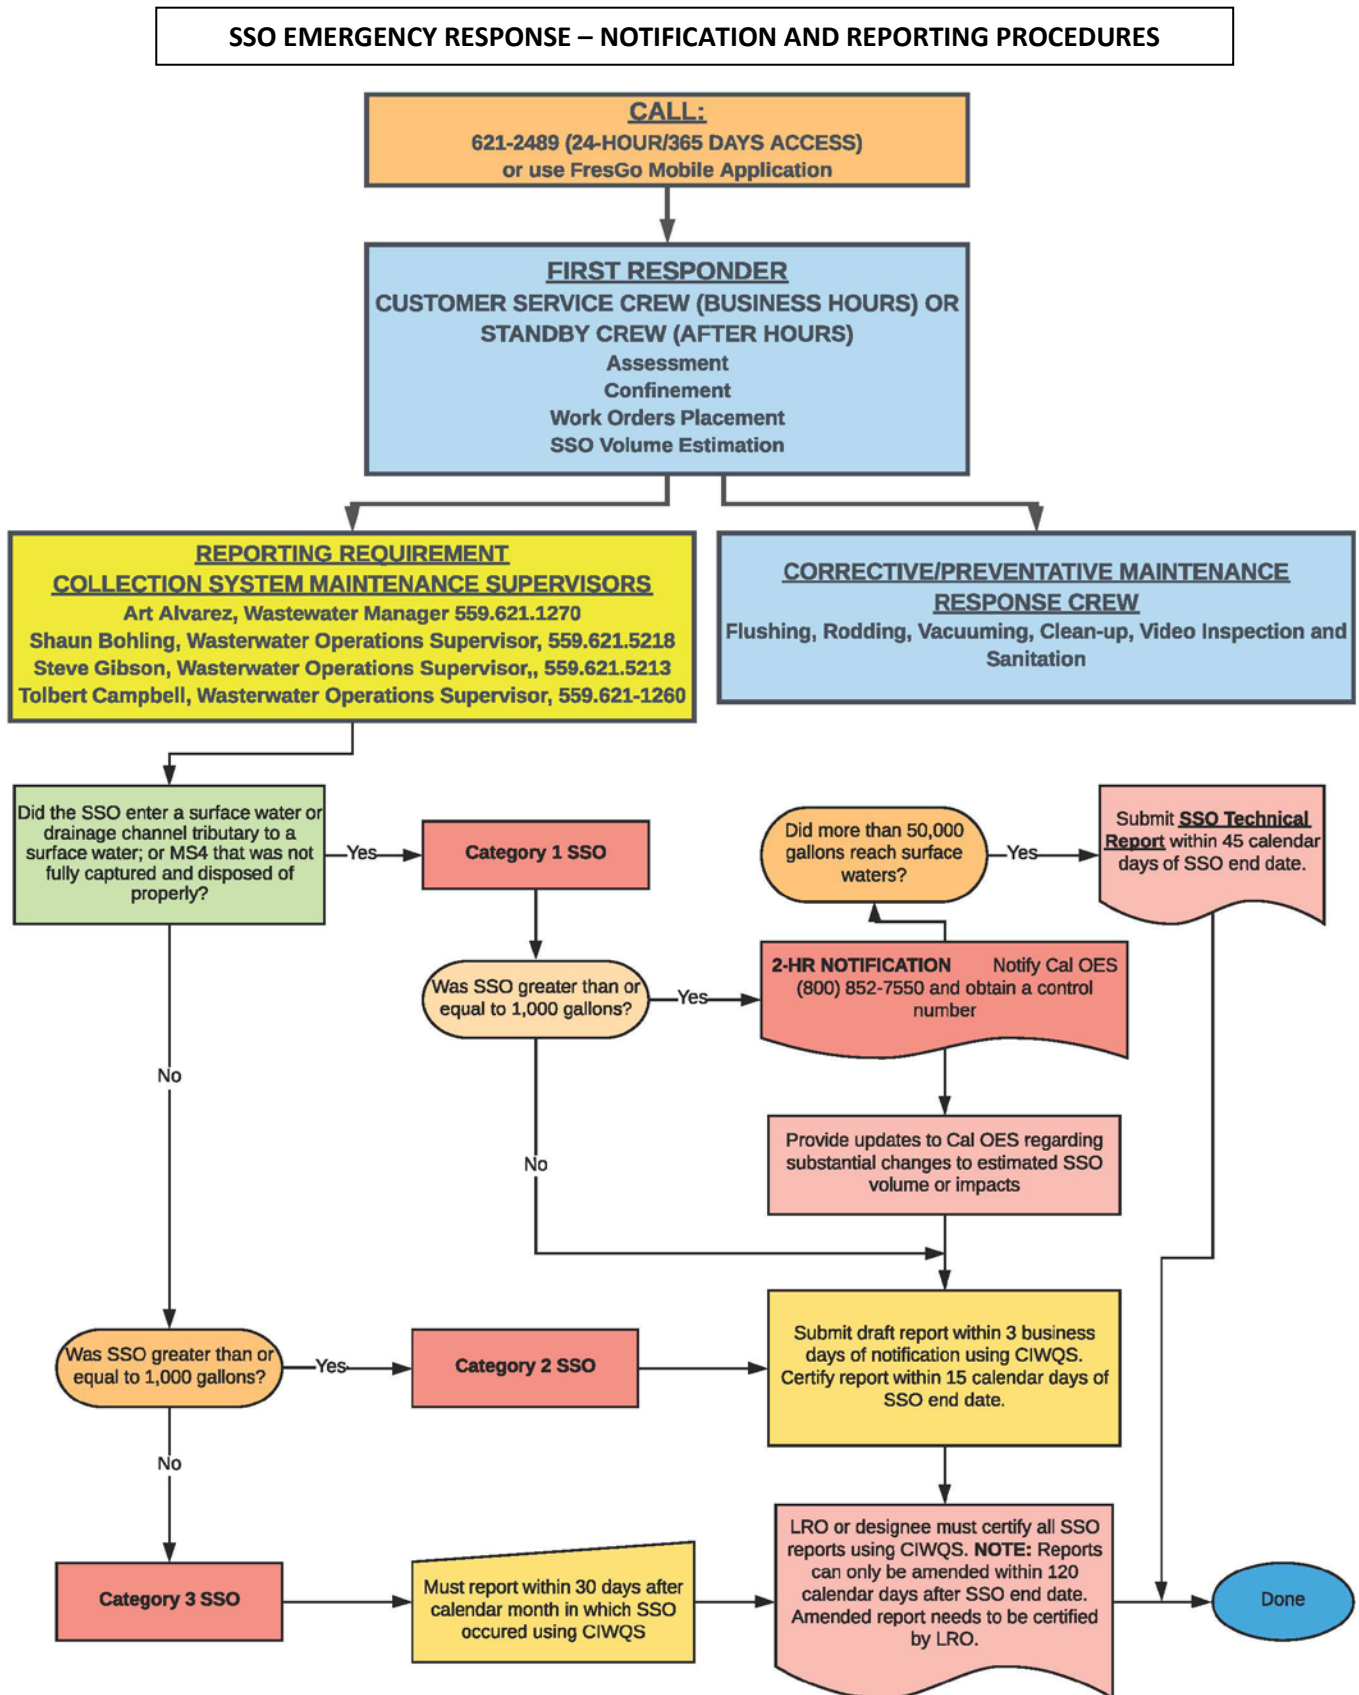 SSO EMERGENCY RESPONSE – NOTIFICATION AND REPORTING PROCEDURES
CALL:
621-2489 (24-HOUR/365 DAYS ACCESS)
or use FresGo Mobile Application
FIRST RESPONDER
CUSTOMER SERVICE CREW (BUSINESS HOURS) OR
STANDBY CREW (AFTER HOURS)
Assessment
Confinement
Work Orders Placement
SSO Volume Estimation
REPORTING REQUIREMENT
COLLECTION SYSTEM MAINTENANCE SUPERVISORS
Art Alvarez, Wastewater Manager 559.621.1270
Shaun Bohling, Wasterwater Operations Supervisor, 559.621.5218
Steve Gibson, Wasterwater Operations Supervisor,, 559.621.5213
Tolbert Campbell, Wasterwater Operations Supervisor, 559.621-1260
CORRECTIVE/PREVENTATIVE MAINTENANCE
RESPONSE CREW
Flushing, Rodding, Vacuuming, Clean-up, Video Inspection and
Sanitation
Did the SSO enter a surface water or
drainage channel tributary to a
surface water; or MS4 that was not
fully captured and disposed of
properly?
Yes
Category 1 SSO
Did more than 50,000
gallons reach surface
waters?
Yes
Submit SSO Technical
Report within 45 calendar
days of SSO end date.
Was SSO greater than or
equal to 1,000 gallons?
Yes
2-HR NOTIFICATION Notify Cal OES
(800) 852-7550 and obtain a control
number
No
No
Provide updates to Cal OES regarding
substantial changes to estimated SSO
volume or impacts
Was SSO greater than or
equal to 1,000 gallons?
Yes
Category 2 SSO
Submit draft report within 3 business
days of notification using CIWQS.
Certify report within 15 calendar days of
SSO end date.
No
Category 3 SSO
Must report within 30 days after
calendar month in which SSO
occured using CIWQS
LRO or designee must certify all SSO
reports using CIWQS. NOTE: Reports
can only be amended within 120
calendar days after SSO end date.
Amended report needs to be certified
by LRO.
Done